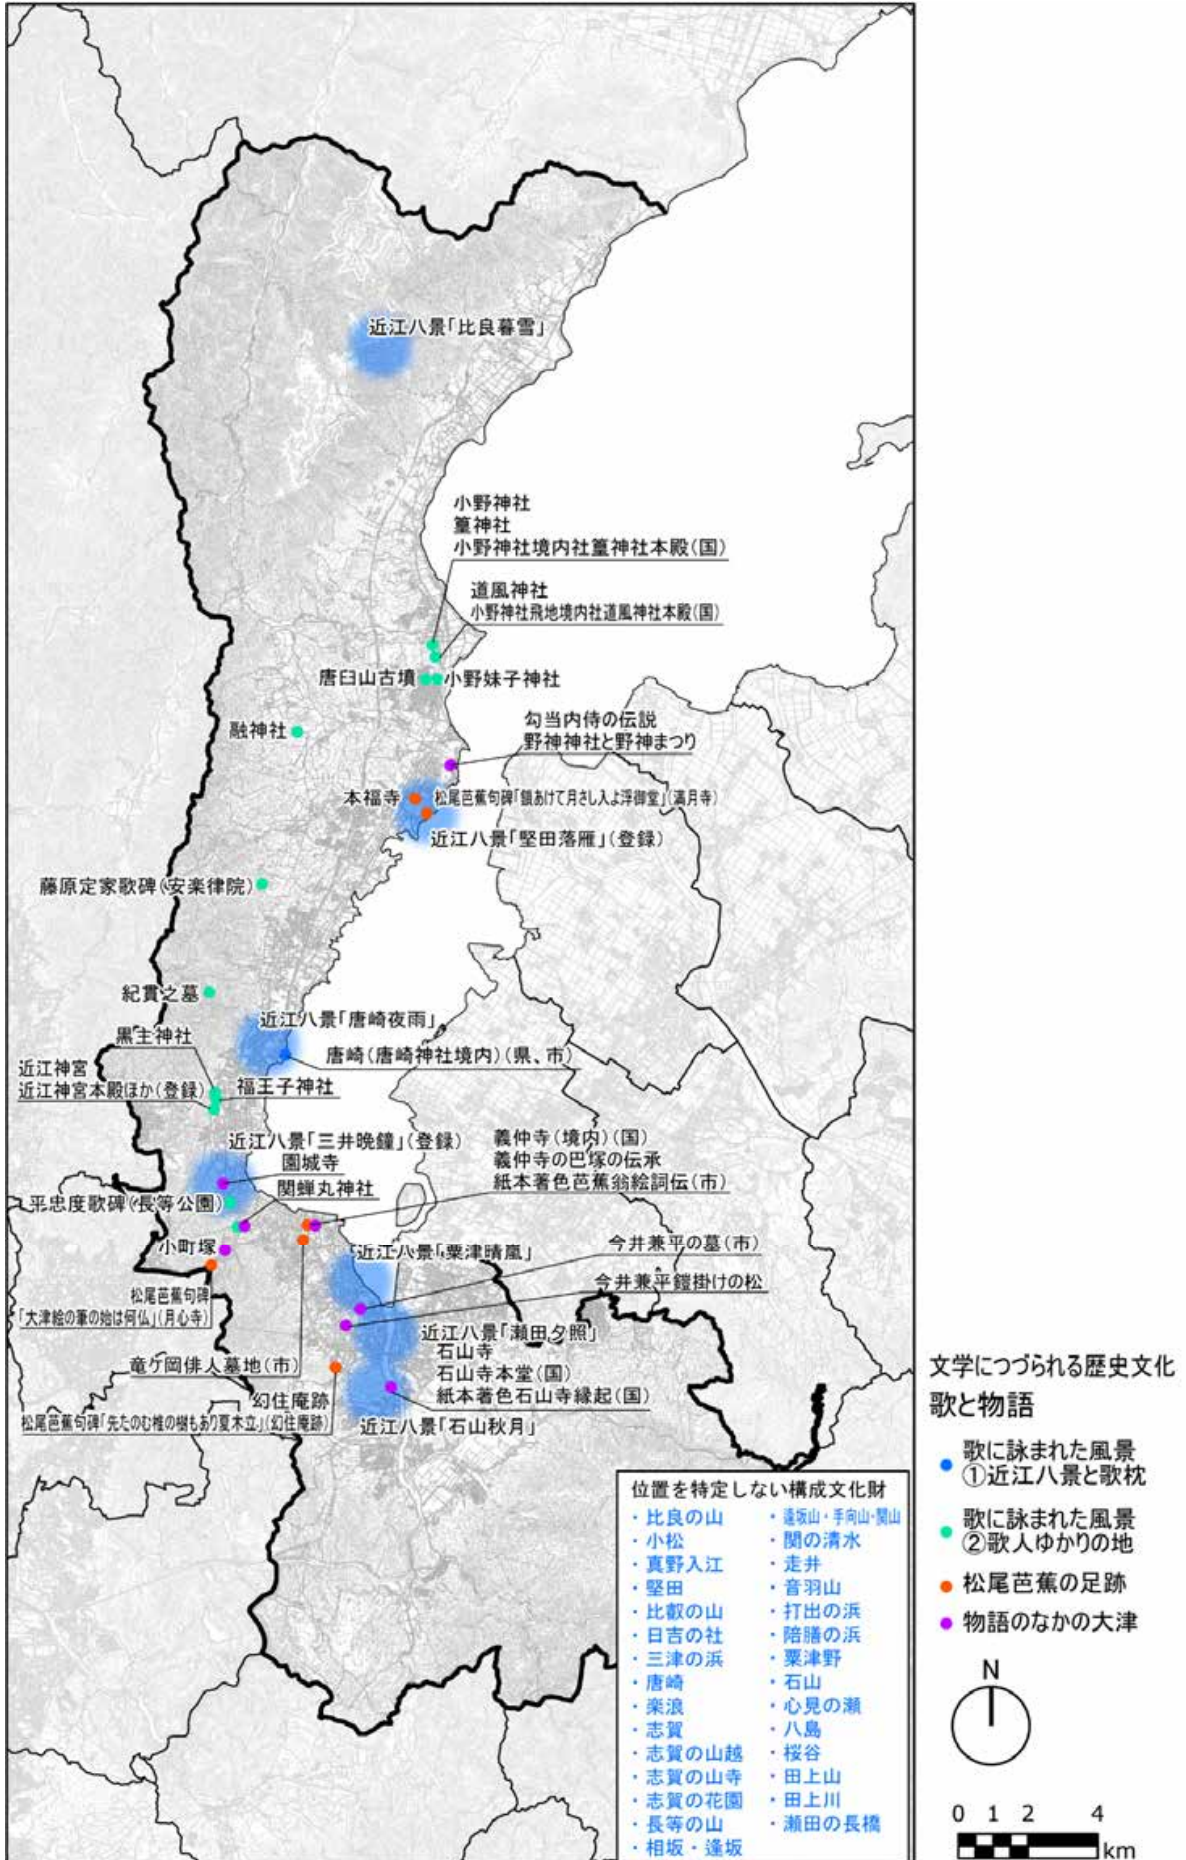 近江八景「比良暮雪」
小野神社
篁神社
小野神社境内社篁神社本殿(国)
道風神社
小野神社飛地境内社道風神社本殿(国)
唐臼山古墳
小野妹子神社
融神社
勾当内侍の伝説
野神神社と野神まつり
本福寺
松尾芭蕉句碑「鎖あけて月さし入よ浮御堂」(満月寺)
近江八景「堅田落雁」(登録)
藤原定家歌碑(安楽律院)
紀貫之墓
近江八景「唐崎夜雨」
黒主神社
唐崎(唐崎神社境内)(県、市)
近江神宮
近江神宮本殿ほか(登録)
福王子神社
近江八景「三井晩鐘」(登録)
園城寺
関蝉丸神社
義仲寺(境内)(国)
義仲寺の巴塚の伝承
紙本著色芭蕉翁絵詞伝(市)
平忠度歌碑(長等公園)
小町塚
近江八景「粟津晴嵐」
今井兼平の墓(市)
今井兼平鎧掛けの松
松尾芭蕉句碑
「大津絵の筆の始は何仏」(月心寺)
近江八景「瀬田夕照」
石山寺
石山寺本堂(国)
紙本著色石山寺縁起(国)
竜ケ岡俳人墓地(市)
幻住庵跡
松尾芭蕉句碑「先たのむ椎の樹もあり夏木立」(幻住庵跡)
近江八景「石山秋月」
文学につづられる歴史文化
歌と物語
歌に詠まれた風景
①近江八景と歌枕
歌に詠まれた風景
②歌人ゆかりの地
松尾芭蕉の足跡
物語のなかの大津
N
0 1 2 4
km
位置を特定しない構成文化財
・比良の山
・小松
・真野入江
・堅田
・比叡の山
・日吉の社
・三津の浜
・唐崎
・楽浪
・志賀
・志賀の山越
・志賀の山寺
・志賀の花園
・長等の山
・相坂・逢坂
・逢坂山・手向山・関山
・関の清水
・走井
・音羽山
・打出の浜
・陪膳の浜
・粟津野
・石山
・心見の瀬
・八島
・桜谷
・田上山
・田上川
・瀬田の長橋